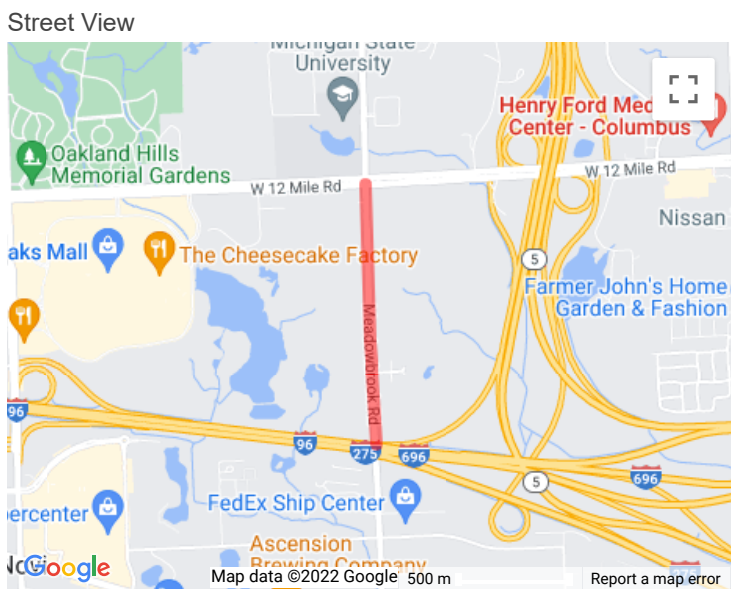 Street View
Michigan State
University
Henry Ford Med
Center - Columbus
Oakland Hills
Memorial Gardens
W 12 Mile Rd
W 12 Mile Rd
Nissan
aks Mall
The Cheesecake Factory
5
Farmer John's Home
Garden & Fashion
Meadowbrook Rd
96
96
275
696
696
5
percenter
FedEx Ship Center
Ascension
Brewing Company
275
Google
Map data ©2022 Google
500 m
Report a map error